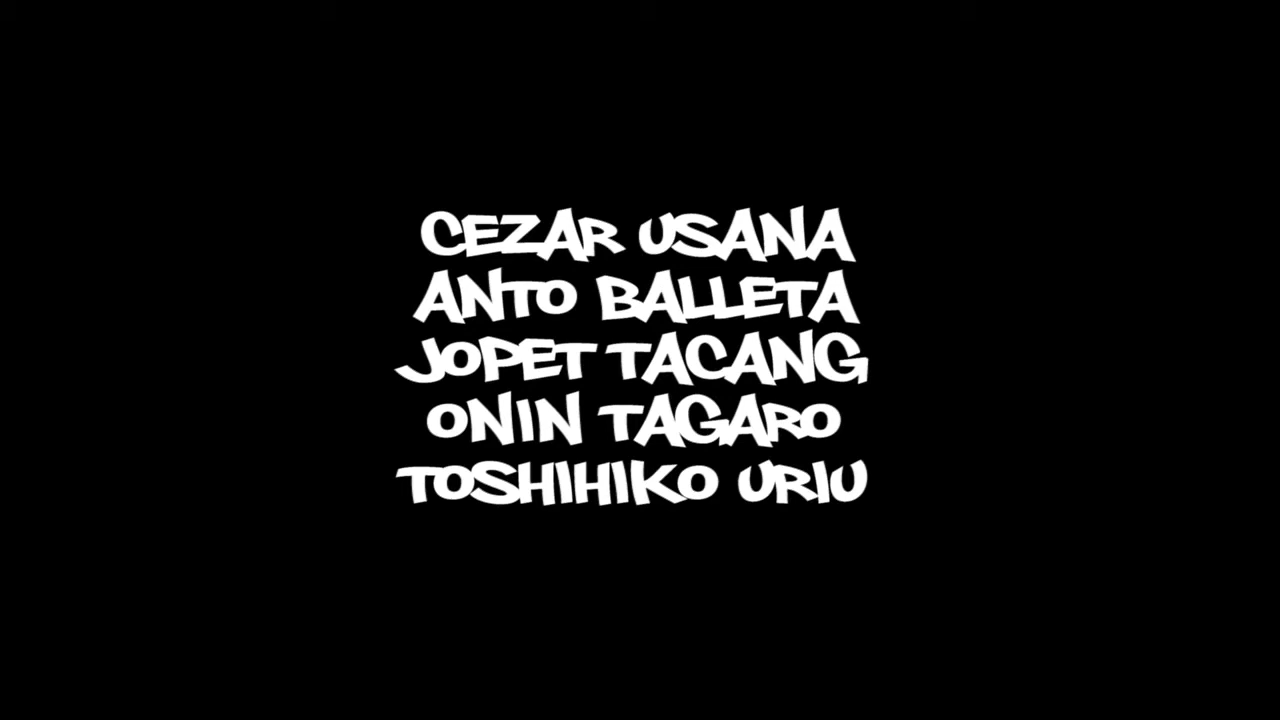 CEZAR USANA
ANTO BALLETA
JOPET TACANG
ONIN TAGARO
TOSHIHIKO URIU